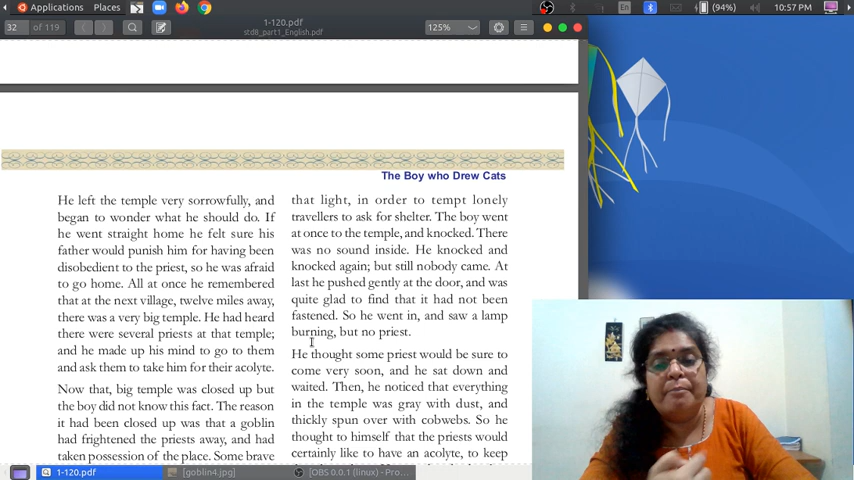 Applications
Places
En
(94%)
10:57 PM
32
of 119
1-120.pdf
std8_part1_English.pdf
125%
The Boy who Drew Cats
He left the temple very sorrowfully, and
began to wonder what he should do. If
he went straight home he felt sure his
father would punish him for having been
disobedient to the priest, so he was afraid
to go home. All at once he remembered
that at the next village, twelve miles away,
there was a very big temple. He had heard
there were several priests at that temple;
and he made up his mind to go to them
and ask them to take him for their acolyte.
Now that, big temple was closed up but
the boy did not know this fact. The reason
it had been closed up was that a goblin
had frightened the priests away, and had
taken possession of the place. Some brave
that light, in order to tempt lonely
travellers to ask for shelter. The boy went
at once to the temple, and knocked. There
was no sound inside. He knocked and
knocked again; but still nobody came. At
last he pushed gently at the door, and was
quite glad to find that it had not been
fastened. So he went in, and saw a lamp
burning, but no priest.
He thought some priest would be sure to
come very soon, and he sat down and
waited. Then, he noticed that everything
in the temple was gray with dust, and
thickly spun over with cobwebs. So he
thought to himself that the priests would
certainly like to have an acolyte, to keep
1-120.pdf
[goblin4.jpg]
[OBS 0.0.1 (linux) - Pro...